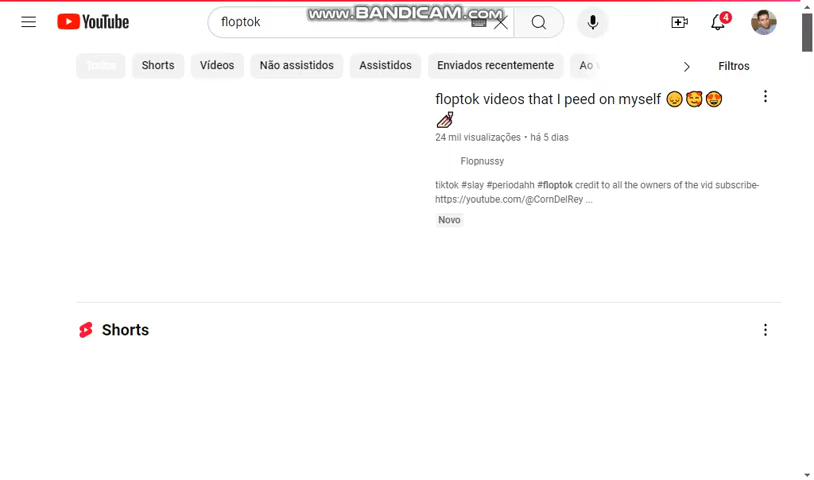 www.BANDICAM.com
YouTube
floptok
4
Todos
Shorts
Vídeos
Não assistidos
Assistidos
Enviados recentemente
Ao
Filtros
floptok videos that I peed on myself 😞🥰😍
💅
24 mil visualizações • há 5 dias
Flopnussy
tiktok #slay #periodahh #floptok credit to all the owners of the vid subscribe-
https://youtube.com/@CornDelRey ...
Novo
Shorts